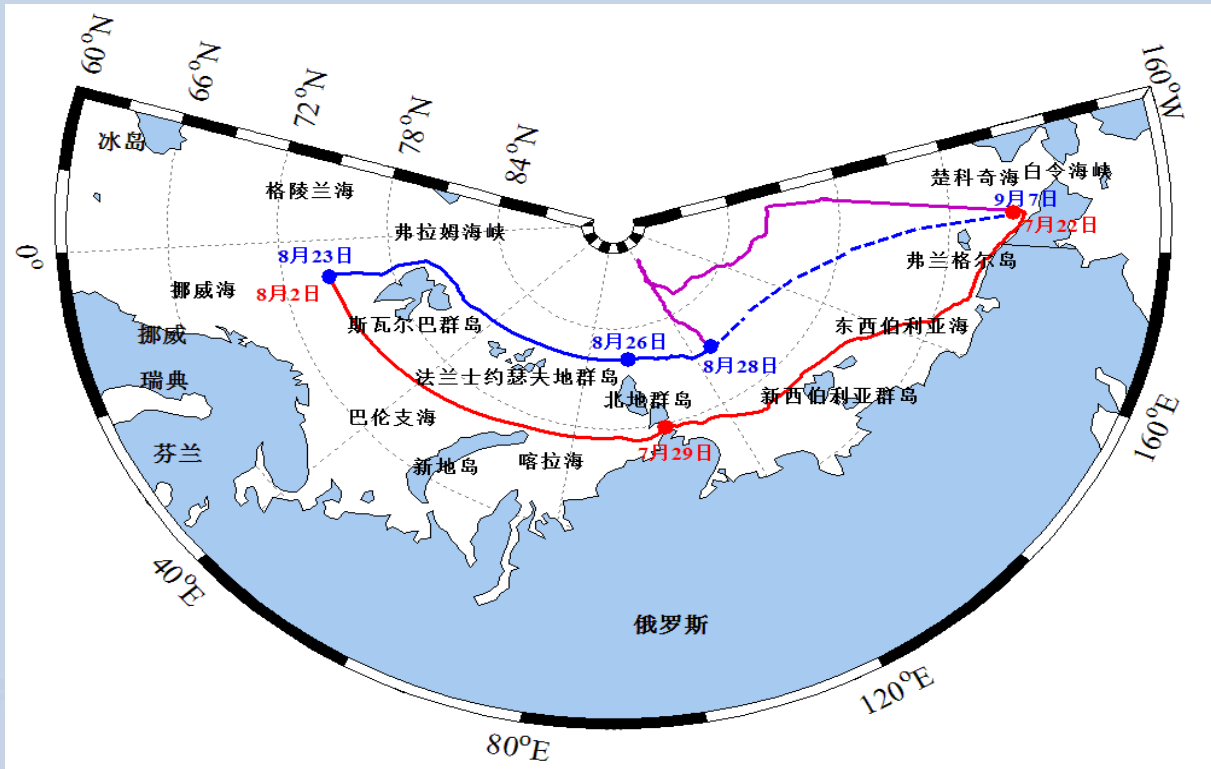 60°N
66°N
72°N
78°N
84°N
160°W
冰岛
格陵兰海
弗拉姆海峡
楚科奇海
白令海峡
9月7日
7月22日
0°
8月23日
8月2日
挪威海
斯瓦尔巴群岛
弗兰格尔岛
东西伯利亚海
挪威
瑞典
芬兰
8月26日
8月28日
法兰士约瑟夫地群岛
北地群岛
新西伯利亚群岛
巴伦支海
新地岛
喀拉海
7月29日
160°E
40°E
俄罗斯
120°E
80°E